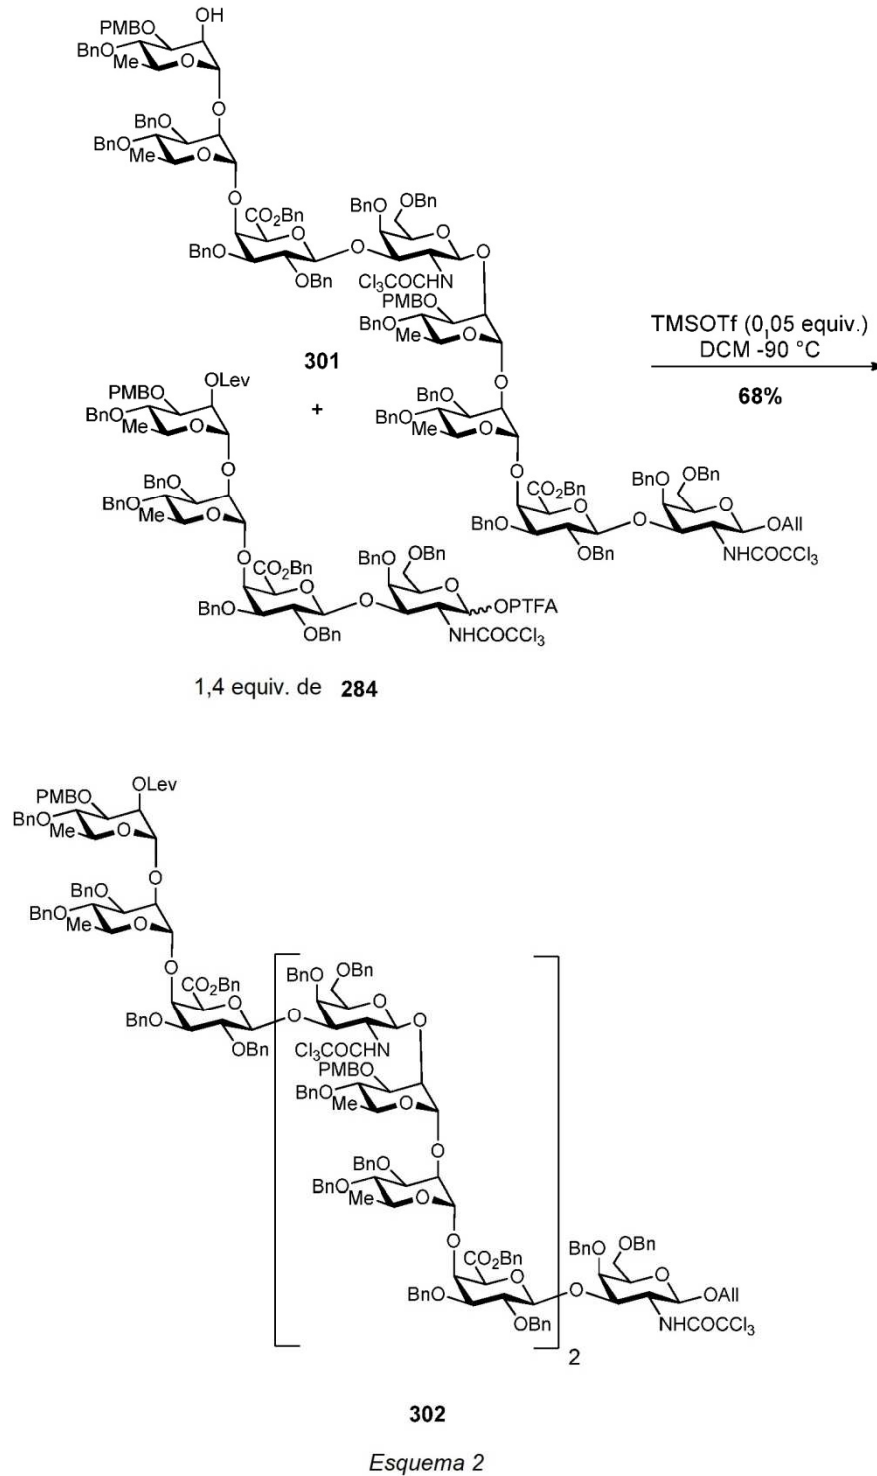 OH
PMBO
BnO
Me
O
O
BnO
BnO
Me
O
O
CO₂Bn
O
BnO
OBn
O
BnO
OBn
O
O
Cl₃COCHN
PMBO
BnO
Me
O
O
301
+
TMSOTf (0,05 equiv.)
DCM -90 °C
68%
BnO
BnO
Me
O
O
CO₂Bn
O
BnO
OBn
O
BnO
OBn
O
OAll
NHCOCCl₃
OLev
PMBO
BnO
Me
O
O
BnO
BnO
Me
O
O
CO₂Bn
O
BnO
OBn
O
BnO
OBn
O
OPTFA
NHCOCCl₃
1,4 equiv. de 284
OLev
PMBO
BnO
Me
O
O
BnO
BnO
Me
O
O
CO₂Bn
O
BnO
OBn
O
BnO
OBn
O
O
Cl₃COCHN
PMBO
BnO
Me
O
O
BnO
BnO
Me
O
O
CO₂Bn
O
BnO
OBn
O
BnO
OBn
O
OAll
NHCOCCl₃
2
302
Esquema 2